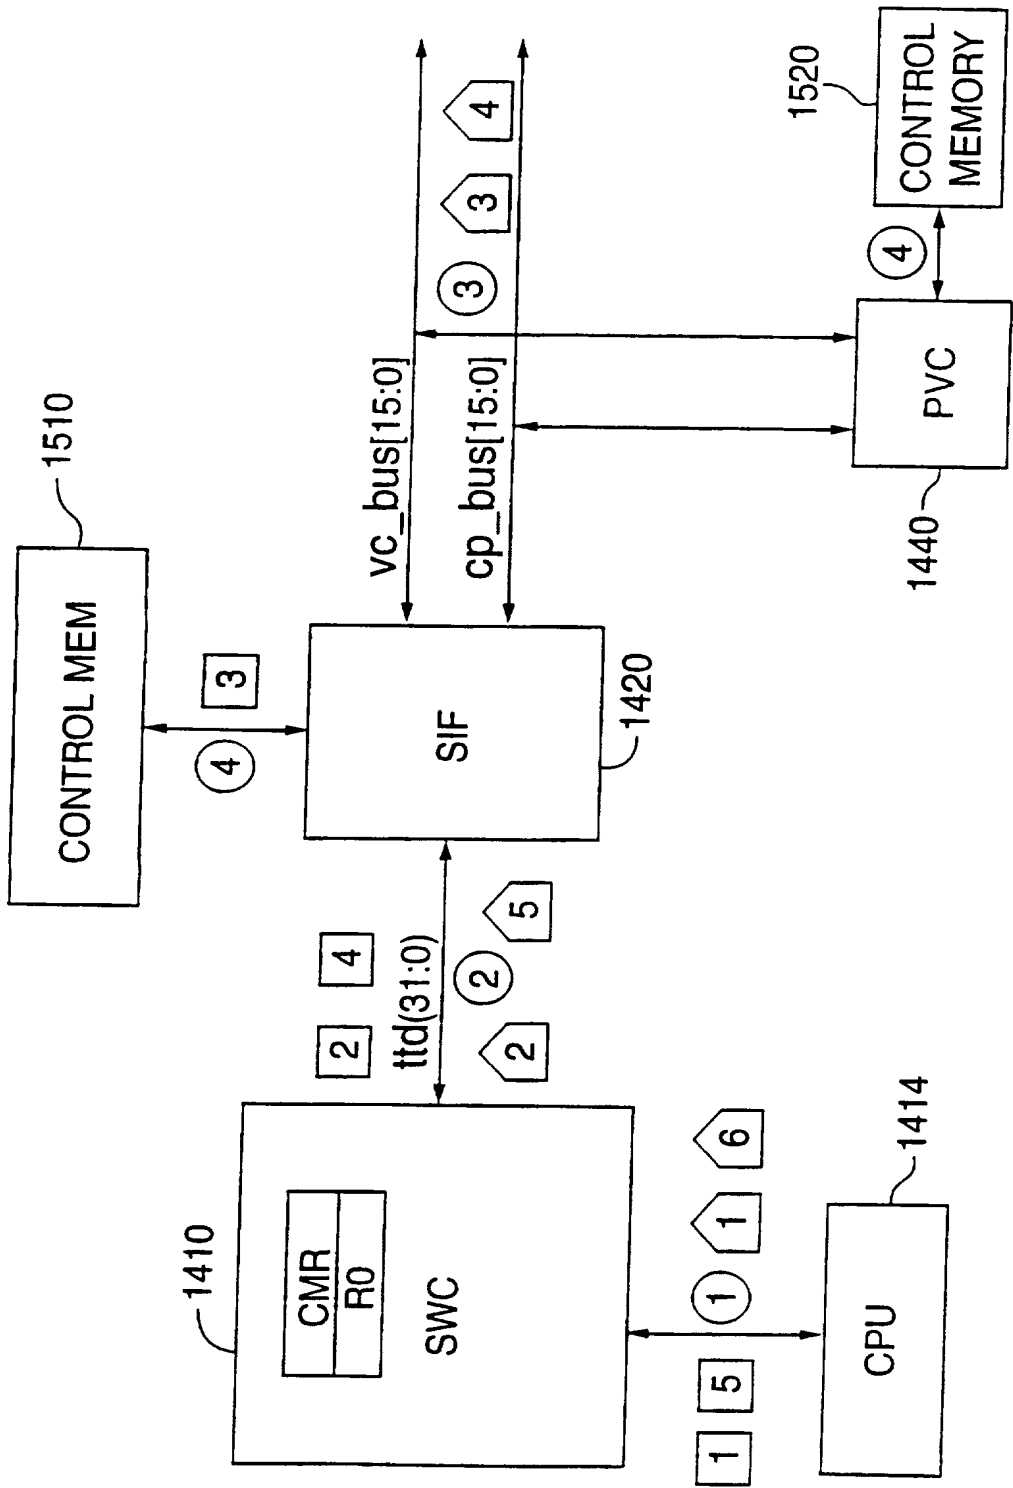 1510
CONTROL MEM
1410
4
3
CMR
R0
SWC
2
4
ttd(31:0)
2
2
5
SIF
1420
vc_bus[15:0]
cp_bus[15:0]
3
3
4
1
5
1
1
6
CPU
1414
1520
CONTROL
MEMORY
4
PVC
1440